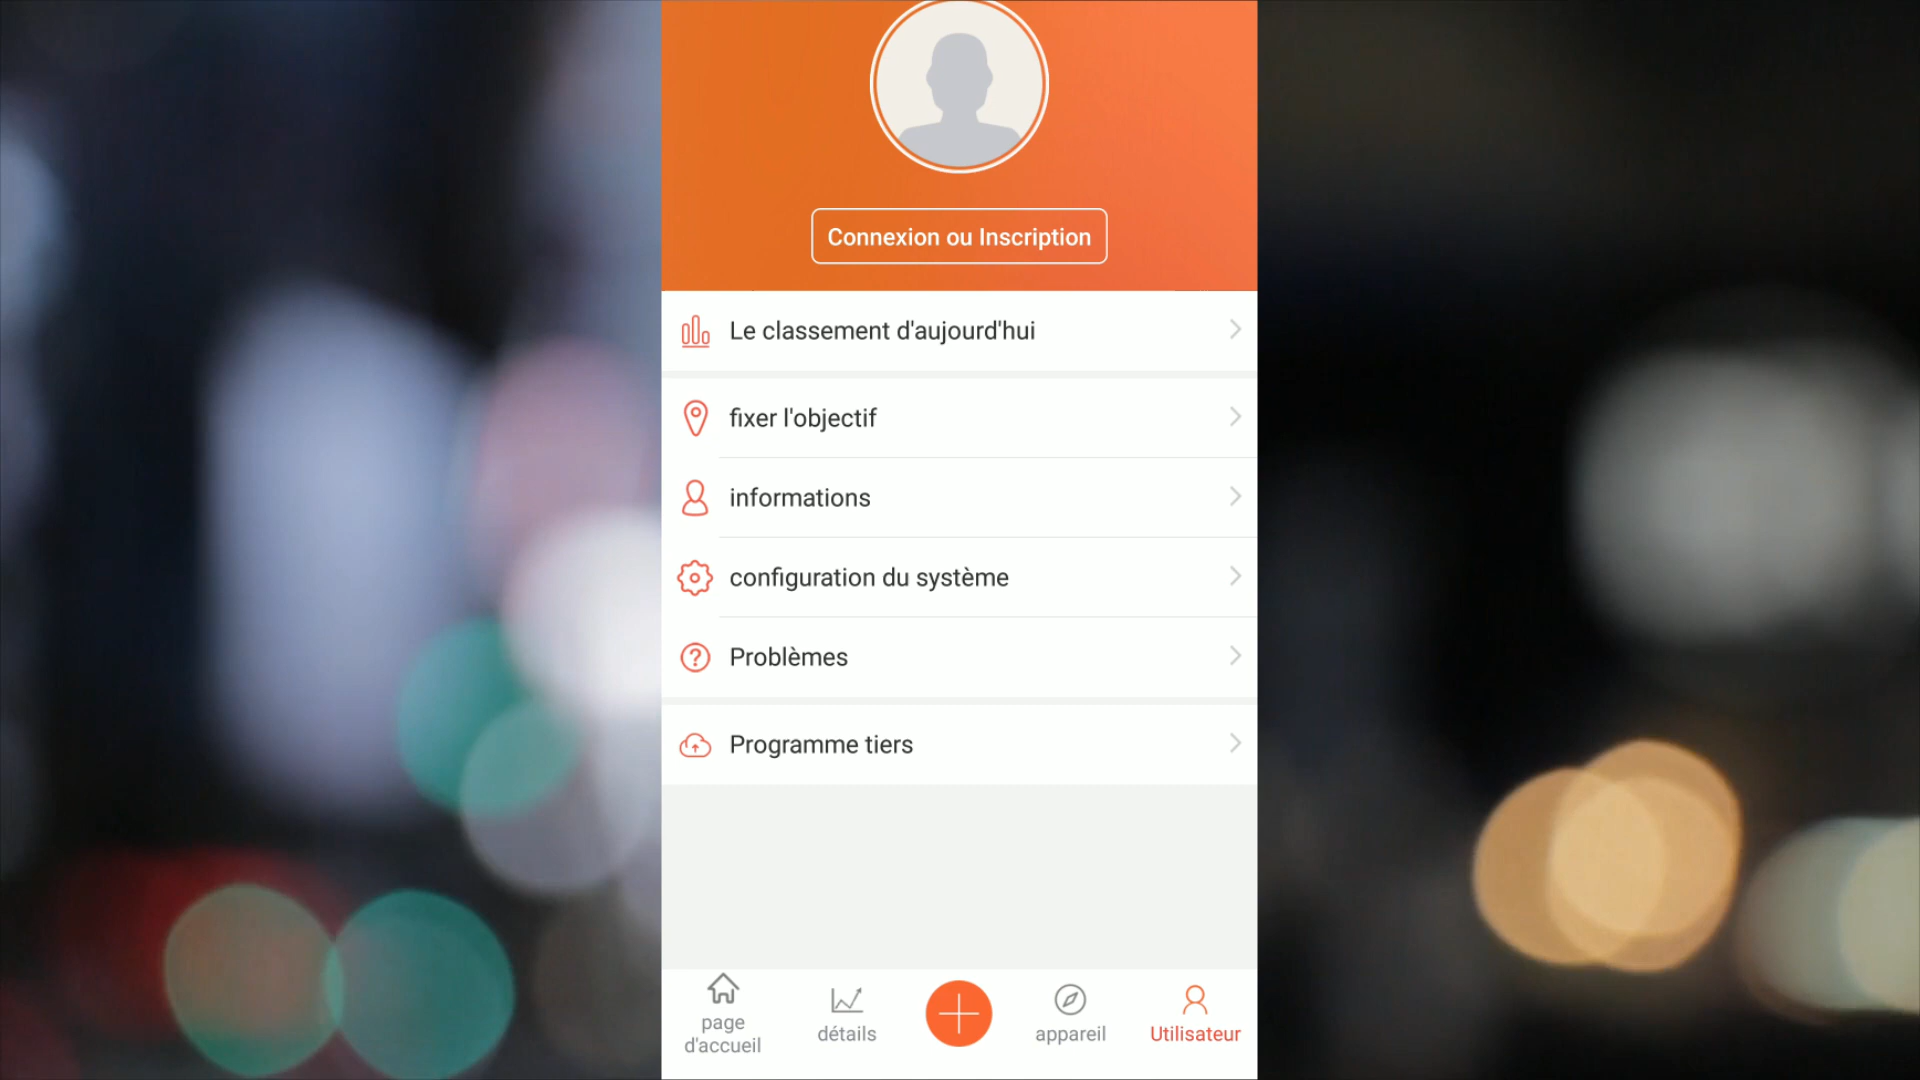 Connexion ou Inscription
Le classement d'aujourd'hui
fixer l'objectif
informations
configuration du système
Problèmes
Programme tiers
page
d'accueil
détails
appareil
Utilisateur